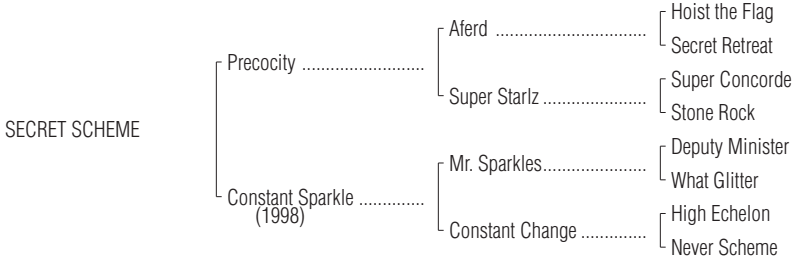 Hoist the Flag
Aferd ................................
Secret Retreat
Precocity ..........................
Super Concorde
Super Starlz ......................
Stone Rock
SECRET SCHEME
Deputy Minister
Mr. Sparkles......................
What Glitter
Constant Sparkle ..............
(1998)
High Echelon
Constant Change ..............
Never Scheme